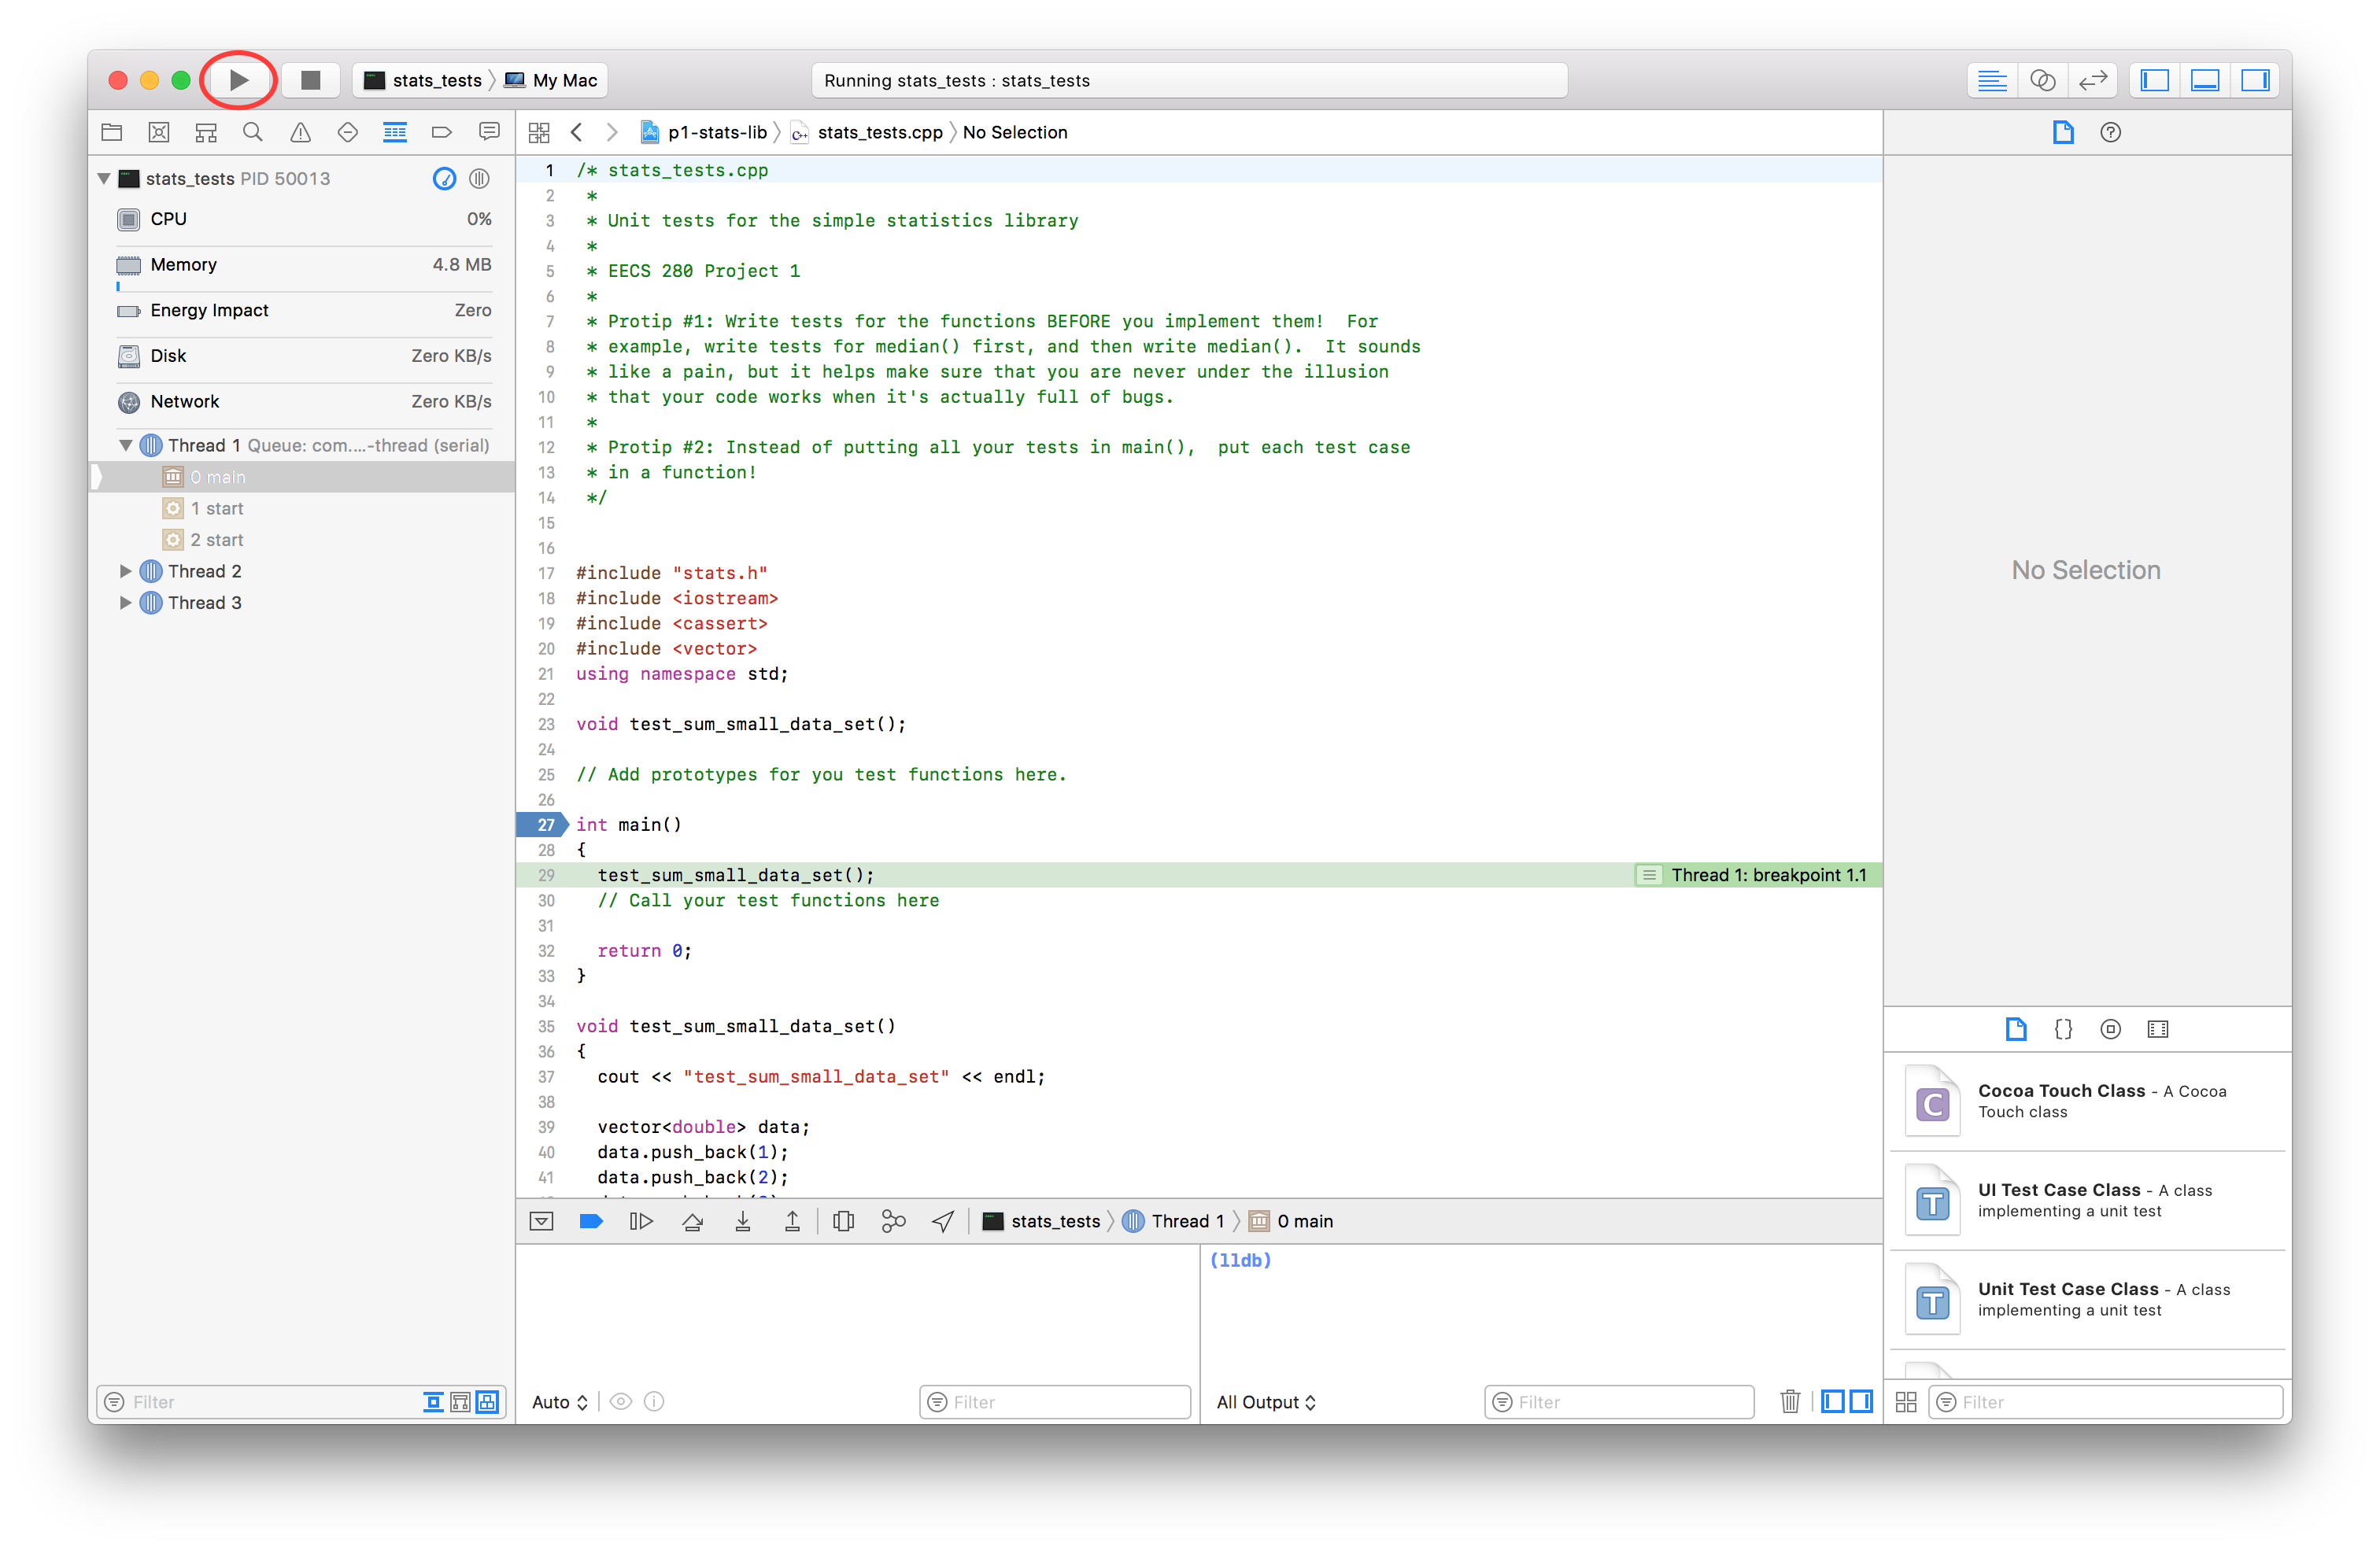 stats_tests My Mac
Running stats_tests : stats_tests
p1-stats-lib stats_tests.cpp No Selection
stats_tests PID 50013
CPU 0%
Memory 4.8 MB
Energy Impact Zero
Disk Zero KB/s
Network Zero KB/s
Thread 1 Queue: com....-thread (serial)
0 main
1 start
2 start
Thread 2
Thread 3
Filter
1 /* stats_tests.cpp
2 *
3 * Unit tests for the simple statistics library
4 *
5 * EECS 280 Project 1
6 *
7 * Protip #1: Write tests for the functions BEFORE you implement them!  For
8 * example, write tests for median() first, and then write median().  It sounds
9 * like a pain, but it helps make sure that you are never under the illusion
10 * that your code works when it's actually full of bugs.
11 *
12 * Protip #2: Instead of putting all your tests in main(),  put each test case
13 * in a function!
14 */
15
16
17 #include "stats.h"
18 #include <iostream>
19 #include <cassert>
20 #include <vector>
21 using namespace std;
22
23 void test_sum_small_data_set();
24
25 // Add prototypes for you test functions here.
26
27 int main()
28 {
29 test_sum_small_data_set(); Thread 1: breakpoint 1.1
30 // Call your test functions here
31
32 return 0;
33 }
34
35 void test_sum_small_data_set()
36 {
37 cout << "test_sum_small_data_set" << endl;
38
39 vector<double> data;
40 data.push_back(1);
41 data.push_back(2);
stats_tests Thread 1 0 main
(lldb)
Auto Filter
All Output Filter
No Selection
Cocoa Touch Class - A Cocoa
Touch class
UI Test Case Class - A class
implementing a unit test
Unit Test Case Class - A class
implementing a unit test
Filter